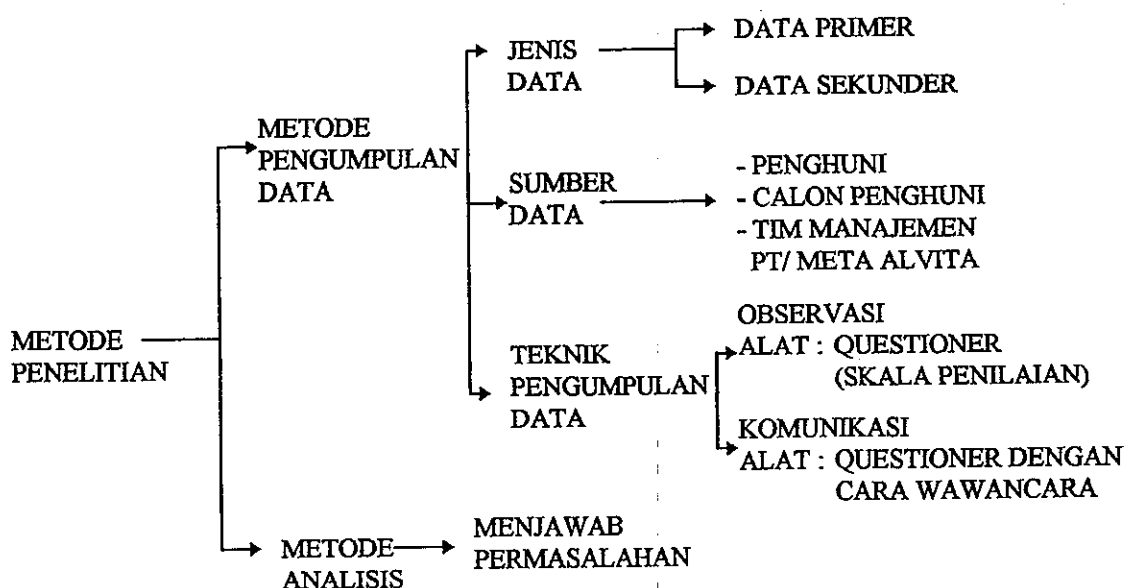 METODE
PENELITIAN
METODE
PENGUMPULAN
DATA
JENIS
DATA
DATA PRIMER
DATA SEKUNDER
SUMBER
DATA
- PENGHUNI
- CALON PENGHUNI
- TIM MANAJEMEN
PT/ META ALVITA
TEKNIK
PENGUMPULAN
DATA
OBSERVASI
ALAT : QUESTIONER
(SKALA PENILAIAN)
KOMUNIKASI
ALAT : QUESTIONER DENGAN
CARA WAWANCARA
METODE
ANALISIS
MENJAWAB
PERMASALAHAN